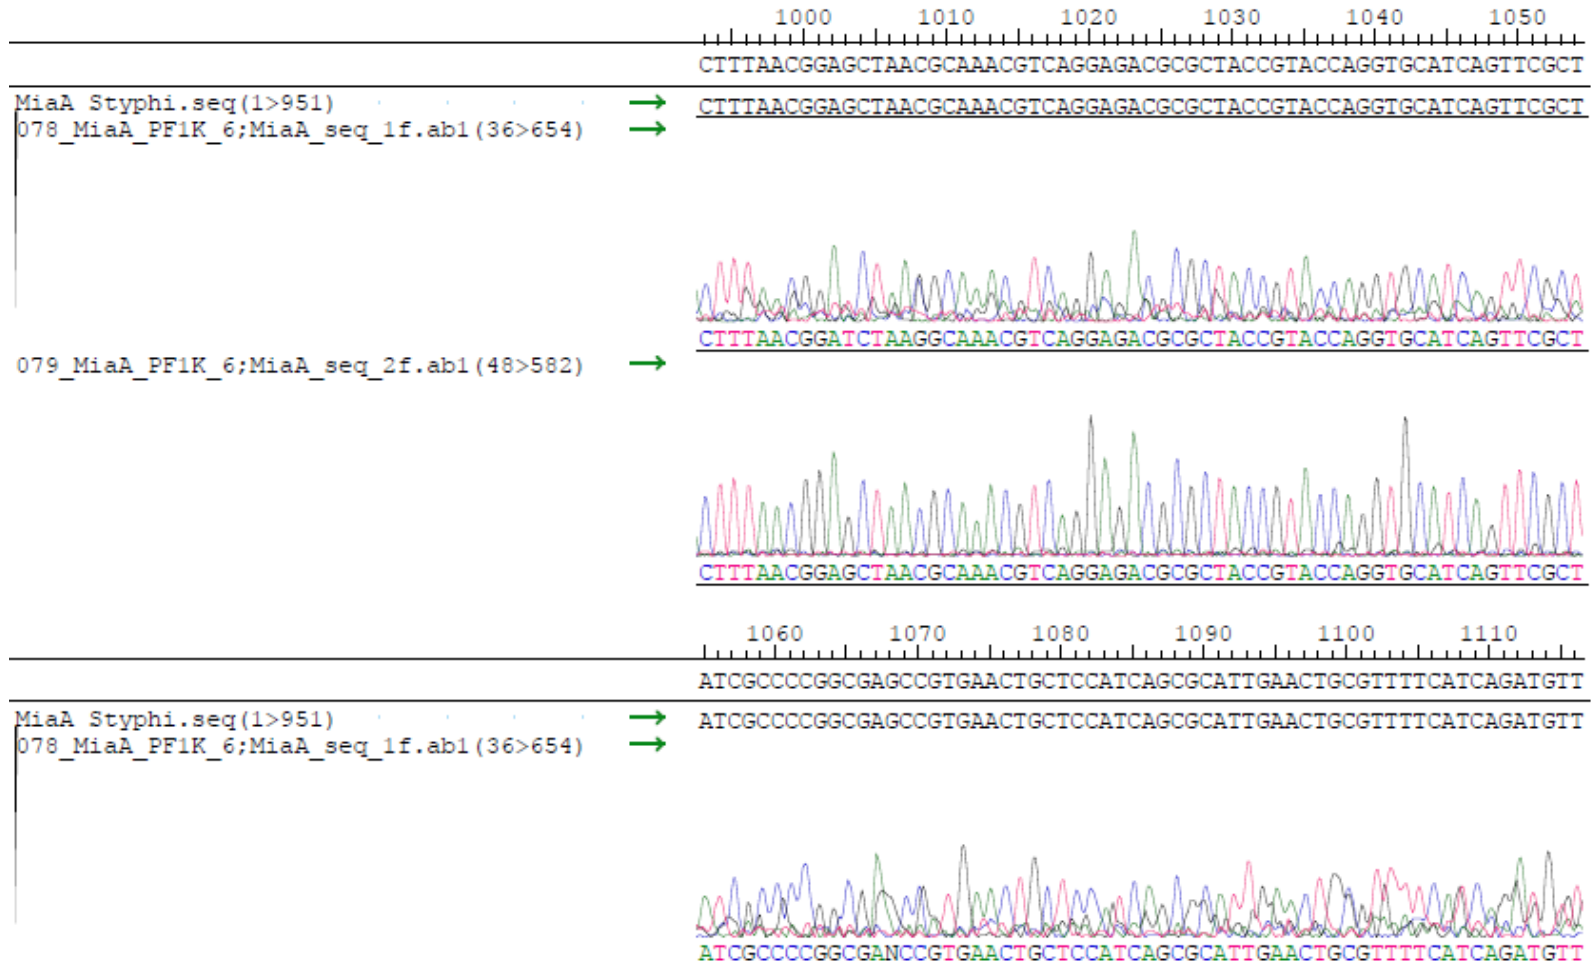 1000 1010 1020 1030 1040 1050
CTTTAACGGAGCTAACGCAAACGTCAGGAGACGCGCTACCGTACCAGGTGCATCAGTTCGCT
MiaA Styphi.seq(1>951) → CTTTAACGGAGCTAACGCAAACGTCAGGAGACGCGCTACCGTACCAGGTGCATCAGTTCGCT
078_MiaA_PF1K_6;MiaA_seq_1f.ab1(36>654) →
CTTTAACGGATCTAAGGCAAACGTCAGGAGACGCGCTACCGTACCAGGTGCATCAGTTCGCT
079_MiaA_PF1K_6;MiaA_seq_2f.ab1(48>582) →
CTTTAACGGAGCTAACGCAAACGTCAGGAGACGCGCTACCGTACCAGGTGCATCAGTTCGCT
1060 1070 1080 1090 1100 1110
ATCGCCCCGGCGAGCCGTGAACTGCTCCATCAGCGCATTGAACTGCGTTTTCATCAGATGTT
MiaA Styphi.seq(1>951) → ATCGCCCCGGCGAGCCGTGAACTGCTCCATCAGCGCATTGAACTGCGTTTTCATCAGATGTT
078_MiaA_PF1K_6;MiaA_seq_1f.ab1(36>654) →
ATCGCCCCGGCGANCCGTGAACTGCTCCATCAGCGCATTGAACTGCGTTTTCATCAGATGTT